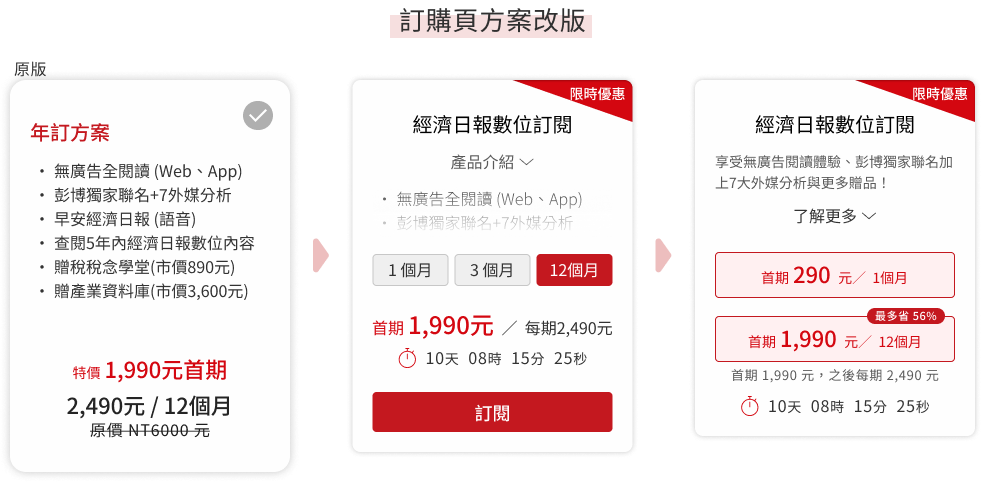 訂購頁方案改版
原版
年訂方案
• 無廣告全閱讀 (Web、App)
• 彭博獨家聯名+7外媒分析
• 早安經濟日報 (語音)
• 查閱5年內經濟日報數位內容
• 贈稅稅念學堂(市價890元)
• 贈產業資料庫(市價3,600元)
特價 1,990元首期
2,490元 / 12個月
原價 NT6000 元
限時優惠
經濟日報數位訂閱
產品介紹
• 無廣告全閱讀 (Web、App)
• 彭博獨家聯名+7外媒分析
1 個月
3 個月
12個月
首期 1,990元 ／ 每期2,490元
10天 08時 15分 25秒
訂閱
限時優惠
經濟日報數位訂閱
享受無廣告閱讀體驗、彭博獨家聯名加
上7大外媒分析與更多贈品！
了解更多
首期 290 元／ 1個月
最多省 56%
首期 1,990 元／ 12個月
首期 1,990 元，之後每期 2,490 元
10天 08時 15分 25秒